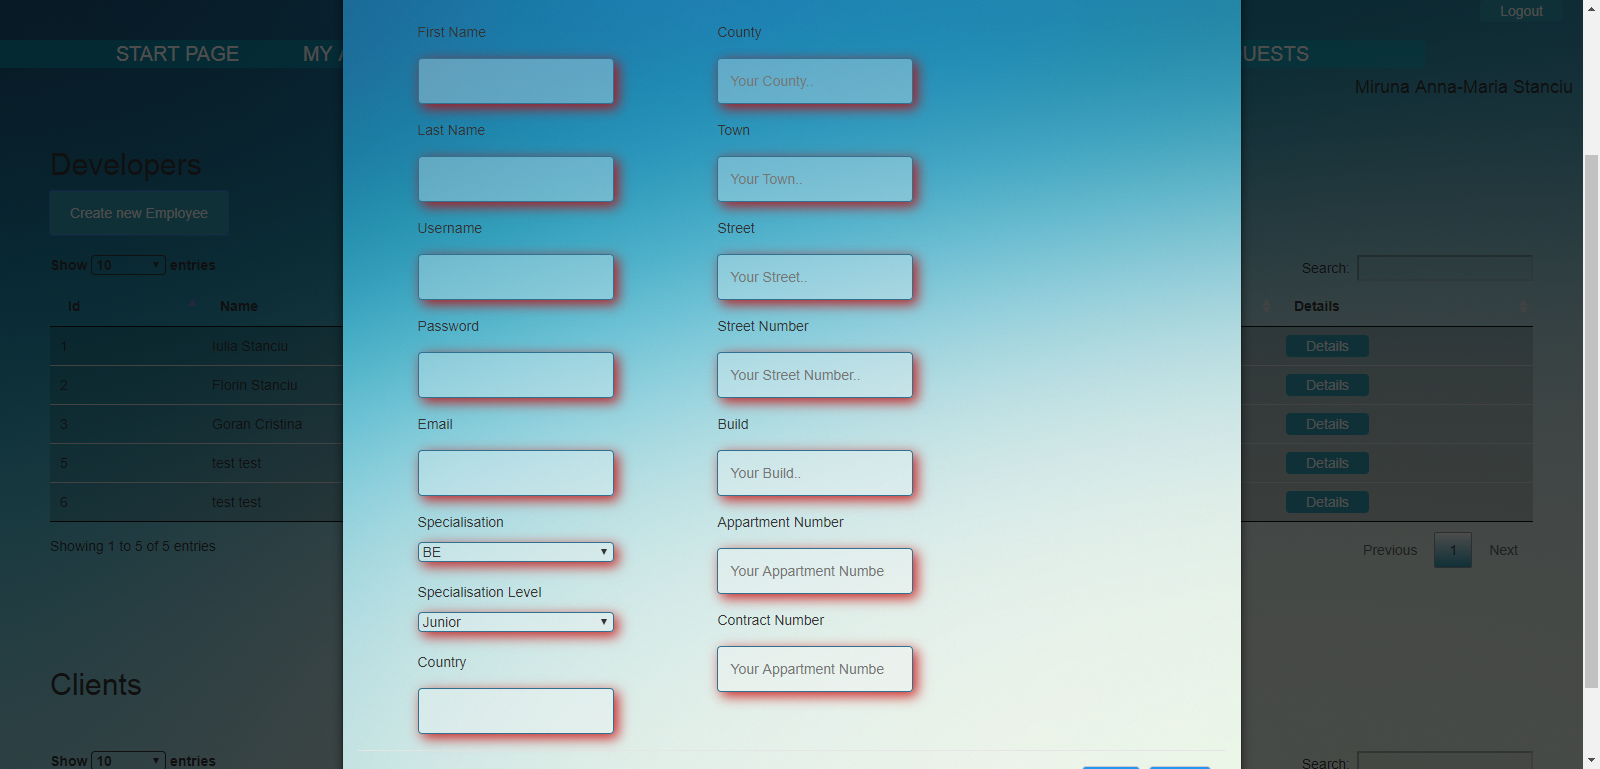 Logout
START PAGE
MY
UESTS
Miruna Anna-Maria Stanciu
First Name
County
Your County..
Last Name
Town
Your Town..
Username
Street
Your Street..
Password
Street Number
Your Street Number..
Email
Build
Your Build..
Specialisation
BE
Appartment Number
Your Appartment Numbe
Specialisation Level
Junior
Contract Number
Your Appartment Numbe
Country
Developers
Create new Employee
Show 10 entries
Search:
Id Name Details
1 Iulia Stanciu Details
2 Florin Stanciu Details
3 Goran Cristina Details
5 test test Details
6 test test Details
Showing 1 to 5 of 5 entries
Previous 1 Next
Clients
Show 10 entries
Search: